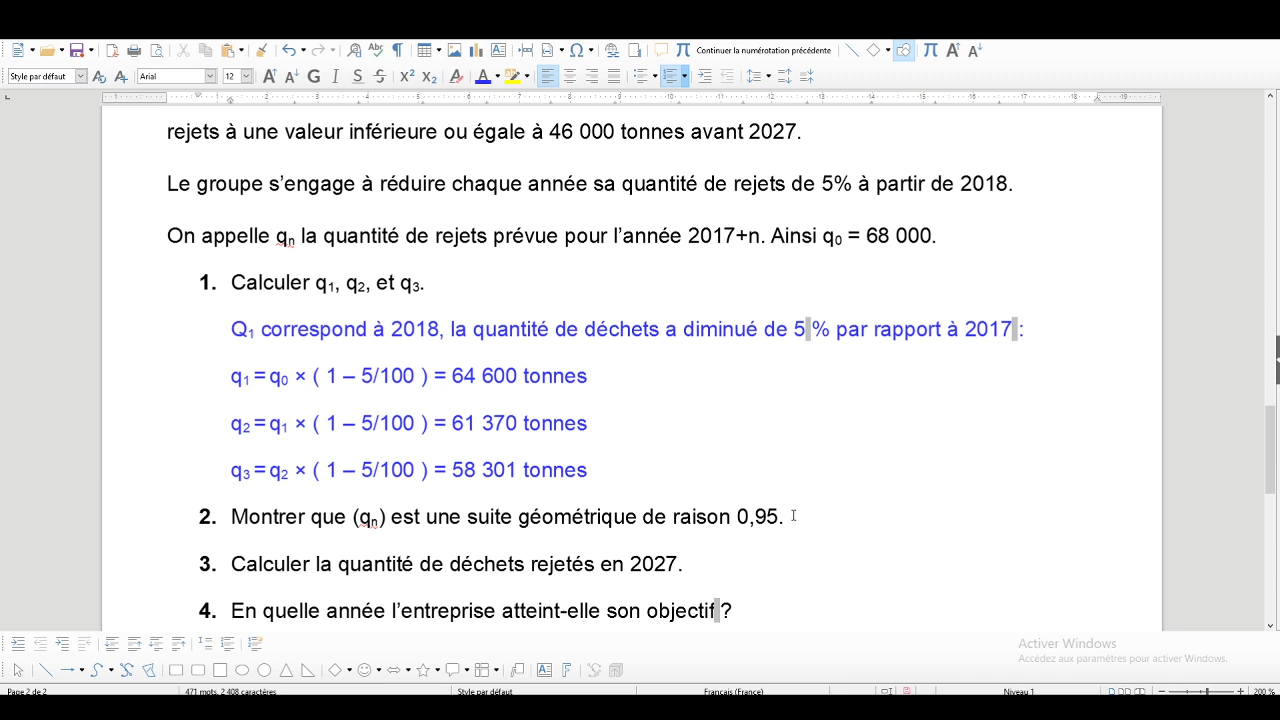 Continuer la numérotation précédente
Style par défaut
Arial
12
rejets à une valeur inférieure ou égale à 46 000 tonnes avant 2027.
Le groupe s'engage à réduire chaque année sa quantité de rejets de 5% à partir de 2018.
On appelle qn la quantité de rejets prévue pour l'année 2017+n. Ainsi q0 = 68 000.
1. Calculer q1, q2, et q3.
Q1 correspond à 2018, la quantité de déchets a diminué de 5 % par rapport à 2017 :
q1 = q0 × ( 1 – 5/100 ) = 64 600 tonnes
q2 = q1 × ( 1 – 5/100 ) = 61 370 tonnes
q3 = q2 × ( 1 – 5/100 ) = 58 301 tonnes
2. Montrer que (qn) est une suite géométrique de raison 0,95.
3. Calculer la quantité de déchets rejetés en 2027.
4. En quelle année l'entreprise atteint-elle son objectif ?
Activer Windows
Accédez aux paramètres pour activer Windows.
Page 2 de 2
471 mots, 2 408 caractères
Style par défaut
Français (France)
Niveau 1
200 %